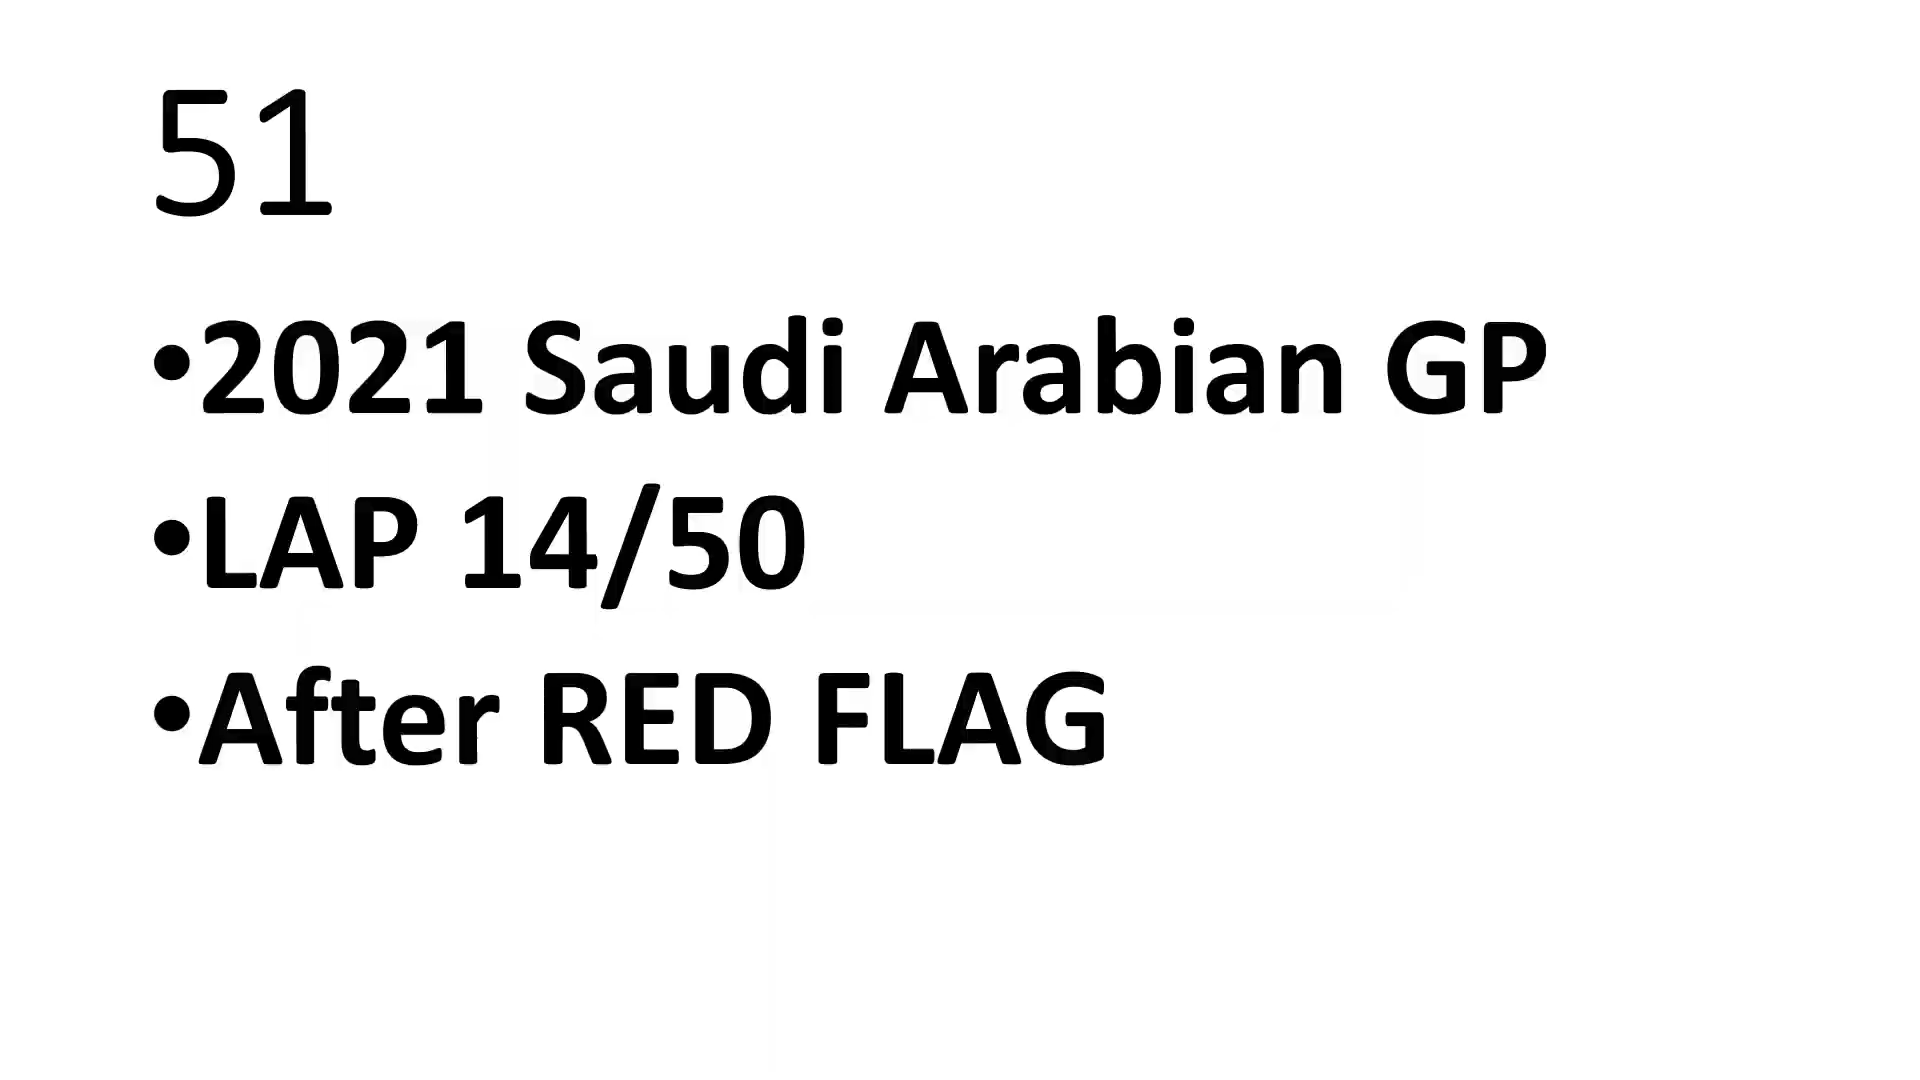 51
•2021 Saudi Arabian GP
•LAP 14/50
•After RED FLAG